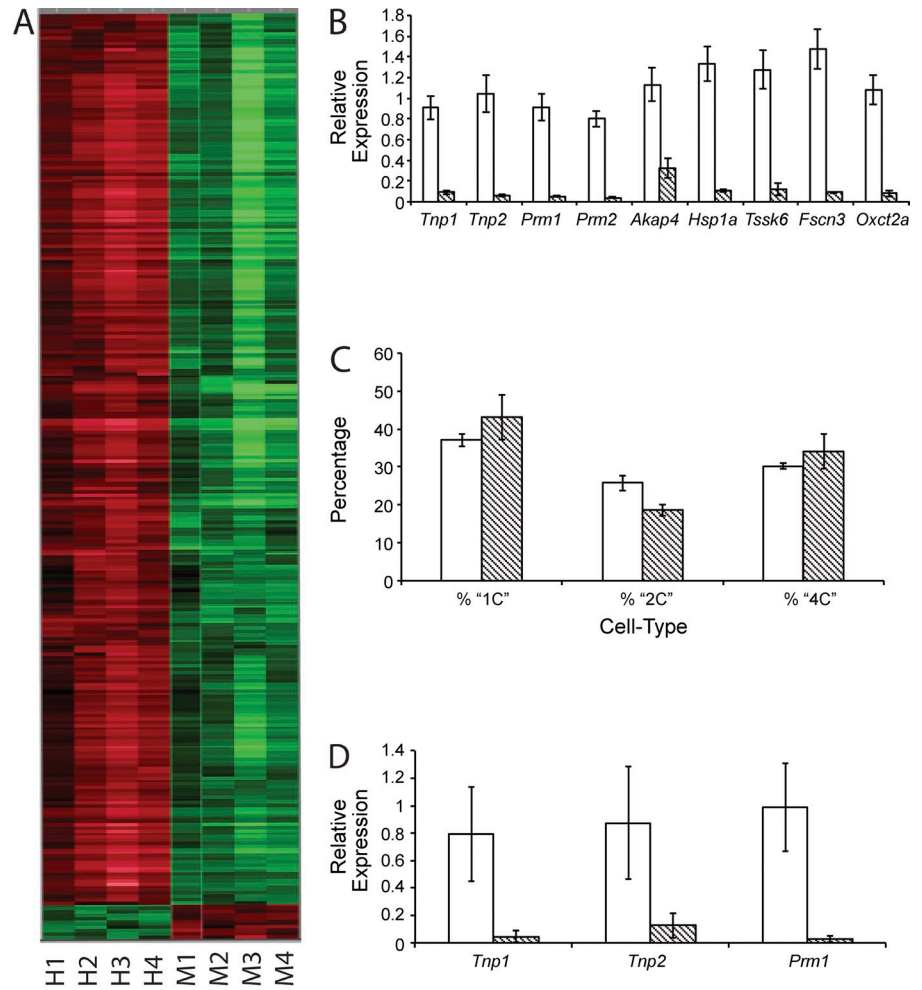 A
H1 H2 H3 H4 M1 M2 M3 M4
B
Relative
Expression
1.8
1.6
1.4
1.2
1
0.8
0.6
0.4
0.2
0
Tnp1 Tnp2 Prm1 Prm2 Akap4 Hsp1a Tssk6 Fscn3 Oxct2a
C
Percentage
60
50
40
30
20
10
0
% “1C” % “2C” % “4C”
Cell-Type
D
Relative
Expression
1.4
1.2
1
0.8
0.6
0.4
0.2
0
Tnp1 Tnp2 Prm1